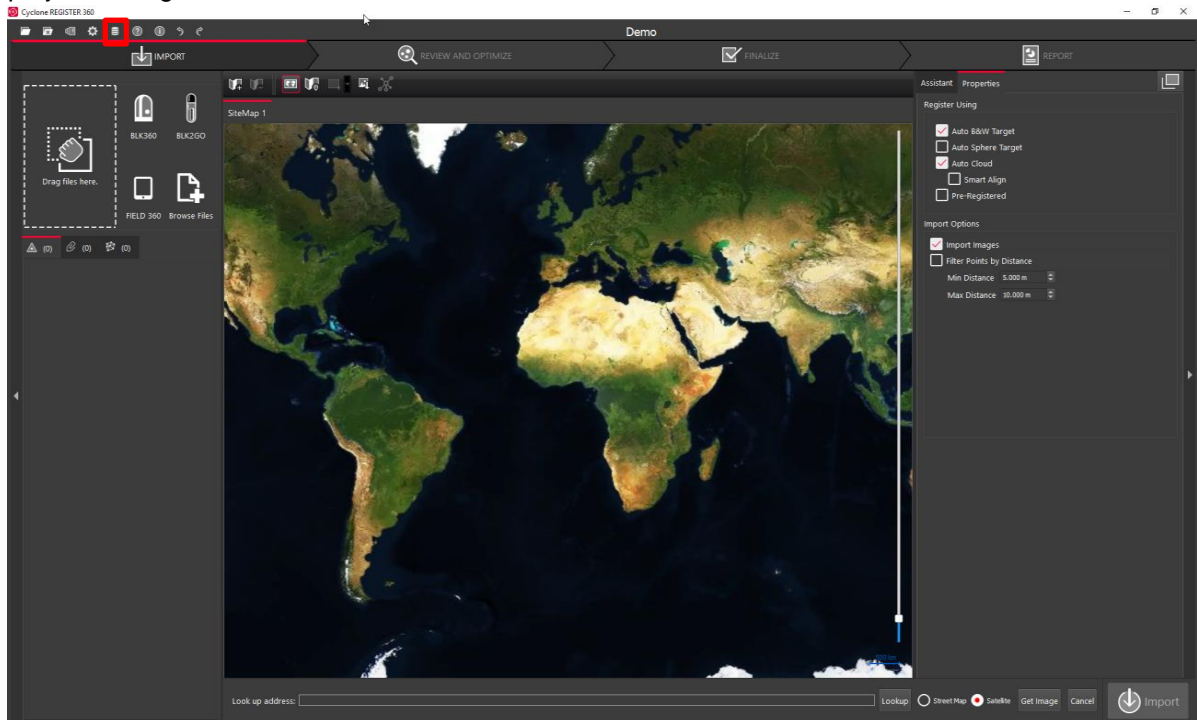 Cyclone REGISTER 360
Demo
IMPORT
REVIEW AND OPTIMIZE
FINALIZE
REPORT
Drag files here.
BLK360
BLK2GO
FIELD 360
Browse Files
(0)
(0)
(0)
SiteMap 1
500 km
Assistant
Properties
Register Using
Auto B&W Target
Auto Sphere Target
Auto Cloud
Smart Align
Pre-Registered
Import Options
Import Images
Filter Points by Distance
Min Distance 5.000 m
Max Distance 10.000 m
Look up address:
Lookup
Street Map
Satellite
Get Image
Cancel
Import